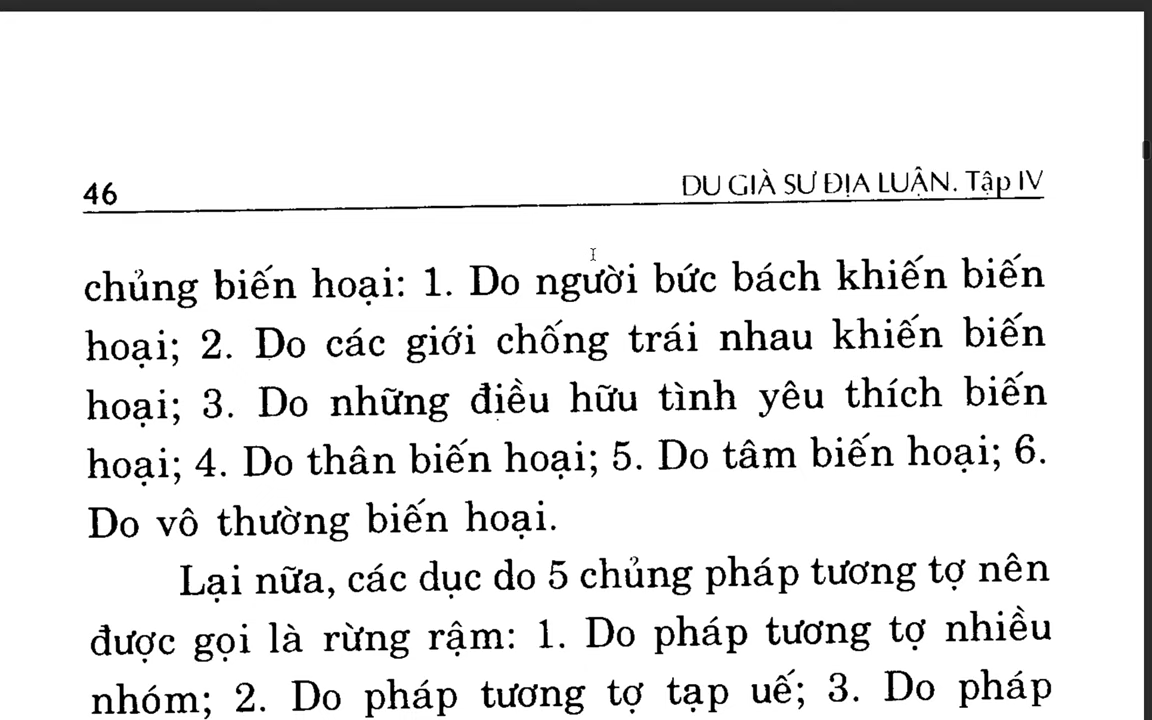 46
DU GIÀ SƯ ĐỊA LUẬN. Tập IV
chủng biến hoại: 1. Do người bức bách khiến biến
hoại; 2. Do các giới chống trái nhau khiến biến
hoại; 3. Do những điều hữu tình yêu thích biến
hoại; 4. Do thân biến hoại; 5. Do tâm biến hoại; 6.
Do vô thường biến hoại.
Lại nữa, các dục do 5 chủng pháp tương tợ nên
được gọi là rừng rậm: 1. Do pháp tương tợ nhiều
nhóm; 2. Do pháp tương tợ tạp uế; 3. Do pháp